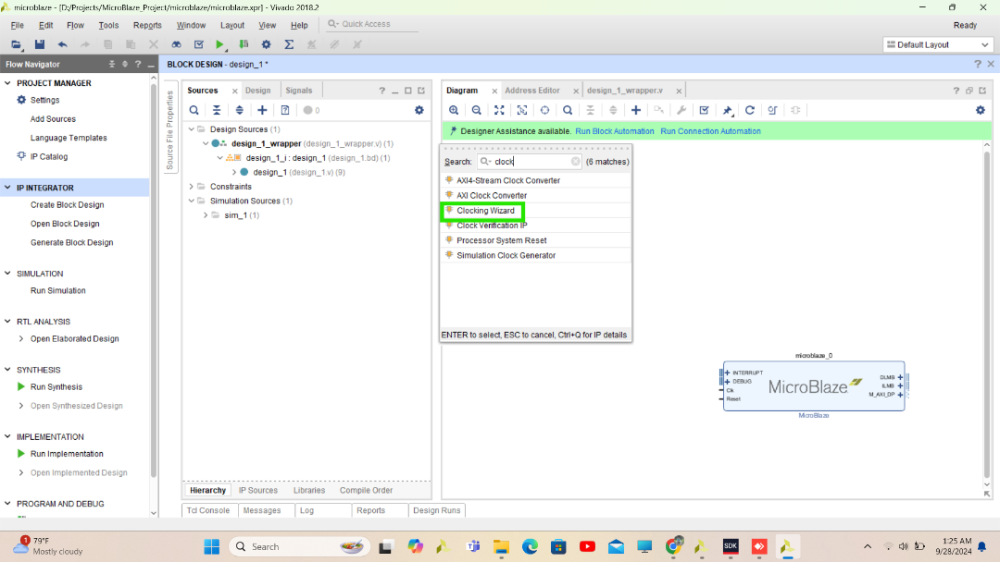 microblaze - [D:/Projects/MicroBlaze_Project/microblaze/microblaze.xpr] - Vivado 2018.2
File Edit Flow Tools Reports Window Layout View Help Quick Access Ready
Default Layout
Flow Navigator
PROJECT MANAGER
Settings
Add Sources
Language Templates
IP Catalog
IP INTEGRATOR
Create Block Design
Open Block Design
Generate Block Design
SIMULATION
Run Simulation
RTL ANALYSIS
Open Elaborated Design
SYNTHESIS
Run Synthesis
Open Synthesized Design
IMPLEMENTATION
Run Implementation
Open Implemented Design
PROGRAM AND DEBUG
BLOCK DESIGN - design_1 *
Source File Properties
Sources Design Signals
0
Design Sources (1)
design_1_wrapper (design_1_wrapper.v) (1)
design_1_i : design_1 (design_1.bd) (1)
design_1 (design_1.v) (9)
Constraints
Simulation Sources (1)
sim_1 (1)
Hierarchy IP Sources Libraries Compile Order
Diagram Address Editor design_1_wrapper.v
Designer Assistance available. Run Block Automation Run Connection Automation
Search: clock (6 matches)
AXI4-Stream Clock Converter
AXI Clock Converter
Clocking Wizard
Clock Verification IP
Processor System Reset
Simulation Clock Generator
ENTER to select, ESC to cancel, Ctrl+Q for IP details
microblaze_0
INTERRUPT
DEBUG
Clk
Reset
MicroBlaze
DLMB
ILMB
M_AXI_DP
MicroBlaze
Tcl Console Messages Log Reports Design Runs
1
79°F
Mostly cloudy
Search
SDK
1:25 AM
9/28/2024